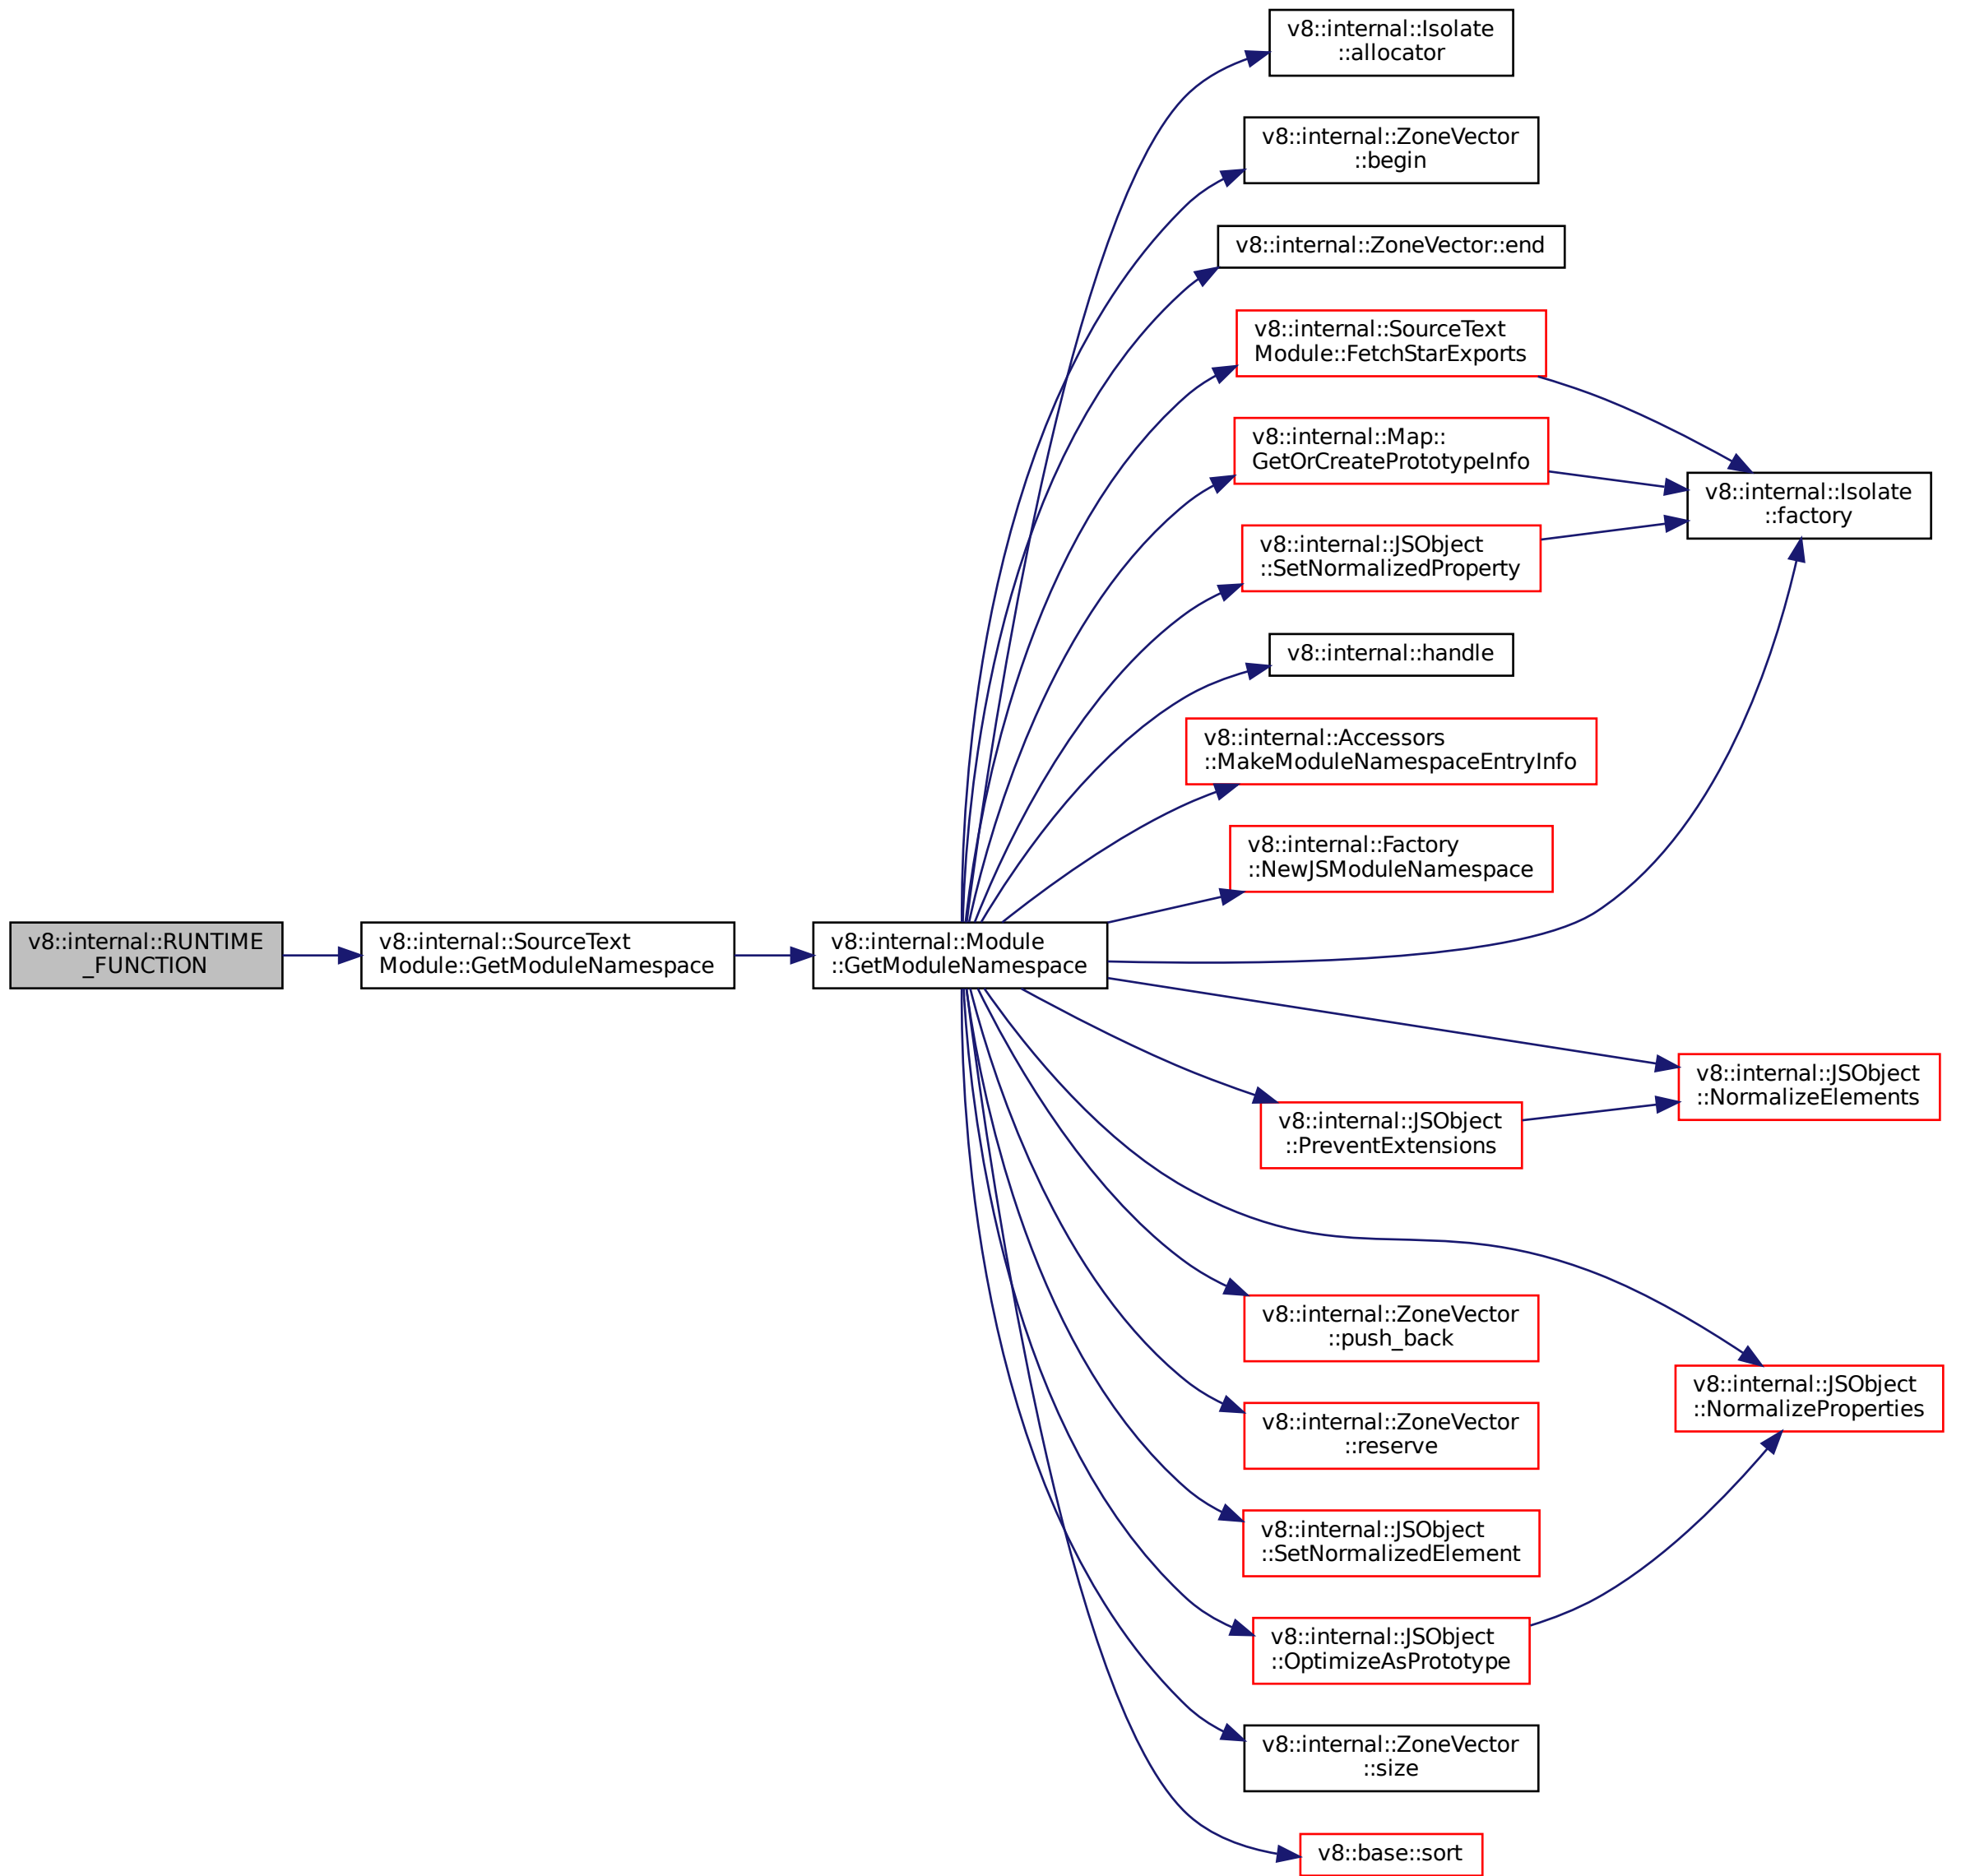 v8::internal::Isolate
::allocator
v8::internal::ZoneVector
::begin
v8::internal::ZoneVector::end
v8::internal::SourceText
Module::FetchStarExports
v8::internal::Map::
GetOrCreatePrototypeInfo
v8::internal::Isolate
::factory
v8::internal::JSObject
::SetNormalizedProperty
v8::internal::handle
v8::internal::Accessors
::MakeModuleNamespaceEntryInfo
v8::internal::Factory
::NewJSModuleNamespace
v8::internal::RUNTIME
_FUNCTION
v8::internal::SourceText
Module::GetModuleNamespace
v8::internal::Module
::GetModuleNamespace
v8::internal::JSObject
::NormalizeElements
v8::internal::JSObject
::PreventExtensions
v8::internal::ZoneVector
::push_back
v8::internal::JSObject
::NormalizeProperties
v8::internal::ZoneVector
::reserve
v8::internal::JSObject
::SetNormalizedElement
v8::internal::JSObject
::OptimizeAsPrototype
v8::internal::ZoneVector
::size
v8::base::sort